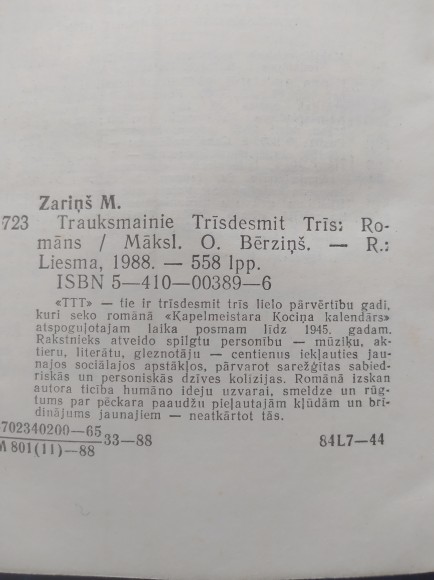 Zariņš M.
723 Trauksmainie Trīsdesmit Trīs: Ro-
māns / Māksl. O. Bērziņš. — R.:
Liesma, 1988. — 558 lpp.
ISBN 5—410—00389—6
«TTT» — tie ir trīsdesmit trīs lielo pārvērtību gadi,
kuri seko romānā «Kapelmeistara Kociņa kalendārs»
atspoguļotajam laika posmam līdz 1945. gadam.
Rakstnieks atveido spilgtu personību — mūziķu, ak-
tieru, literātu, gleznotāju — centienus iekļauties jau-
najos sociālajos apstākļos, pārvarot sarežģītas sabied-
riskās un personiskās dzīves kolīzijas. Romānā izskan
autora ticība humāno ideju uzvarai, smeldze un rūg-
tums par pēckara paaudžu pieļautajām kļūdām un brī-
dinājums jaunajiem — neatkārtot tās.
4702340200—65
M 801(11)—88 33—88 84L7—44